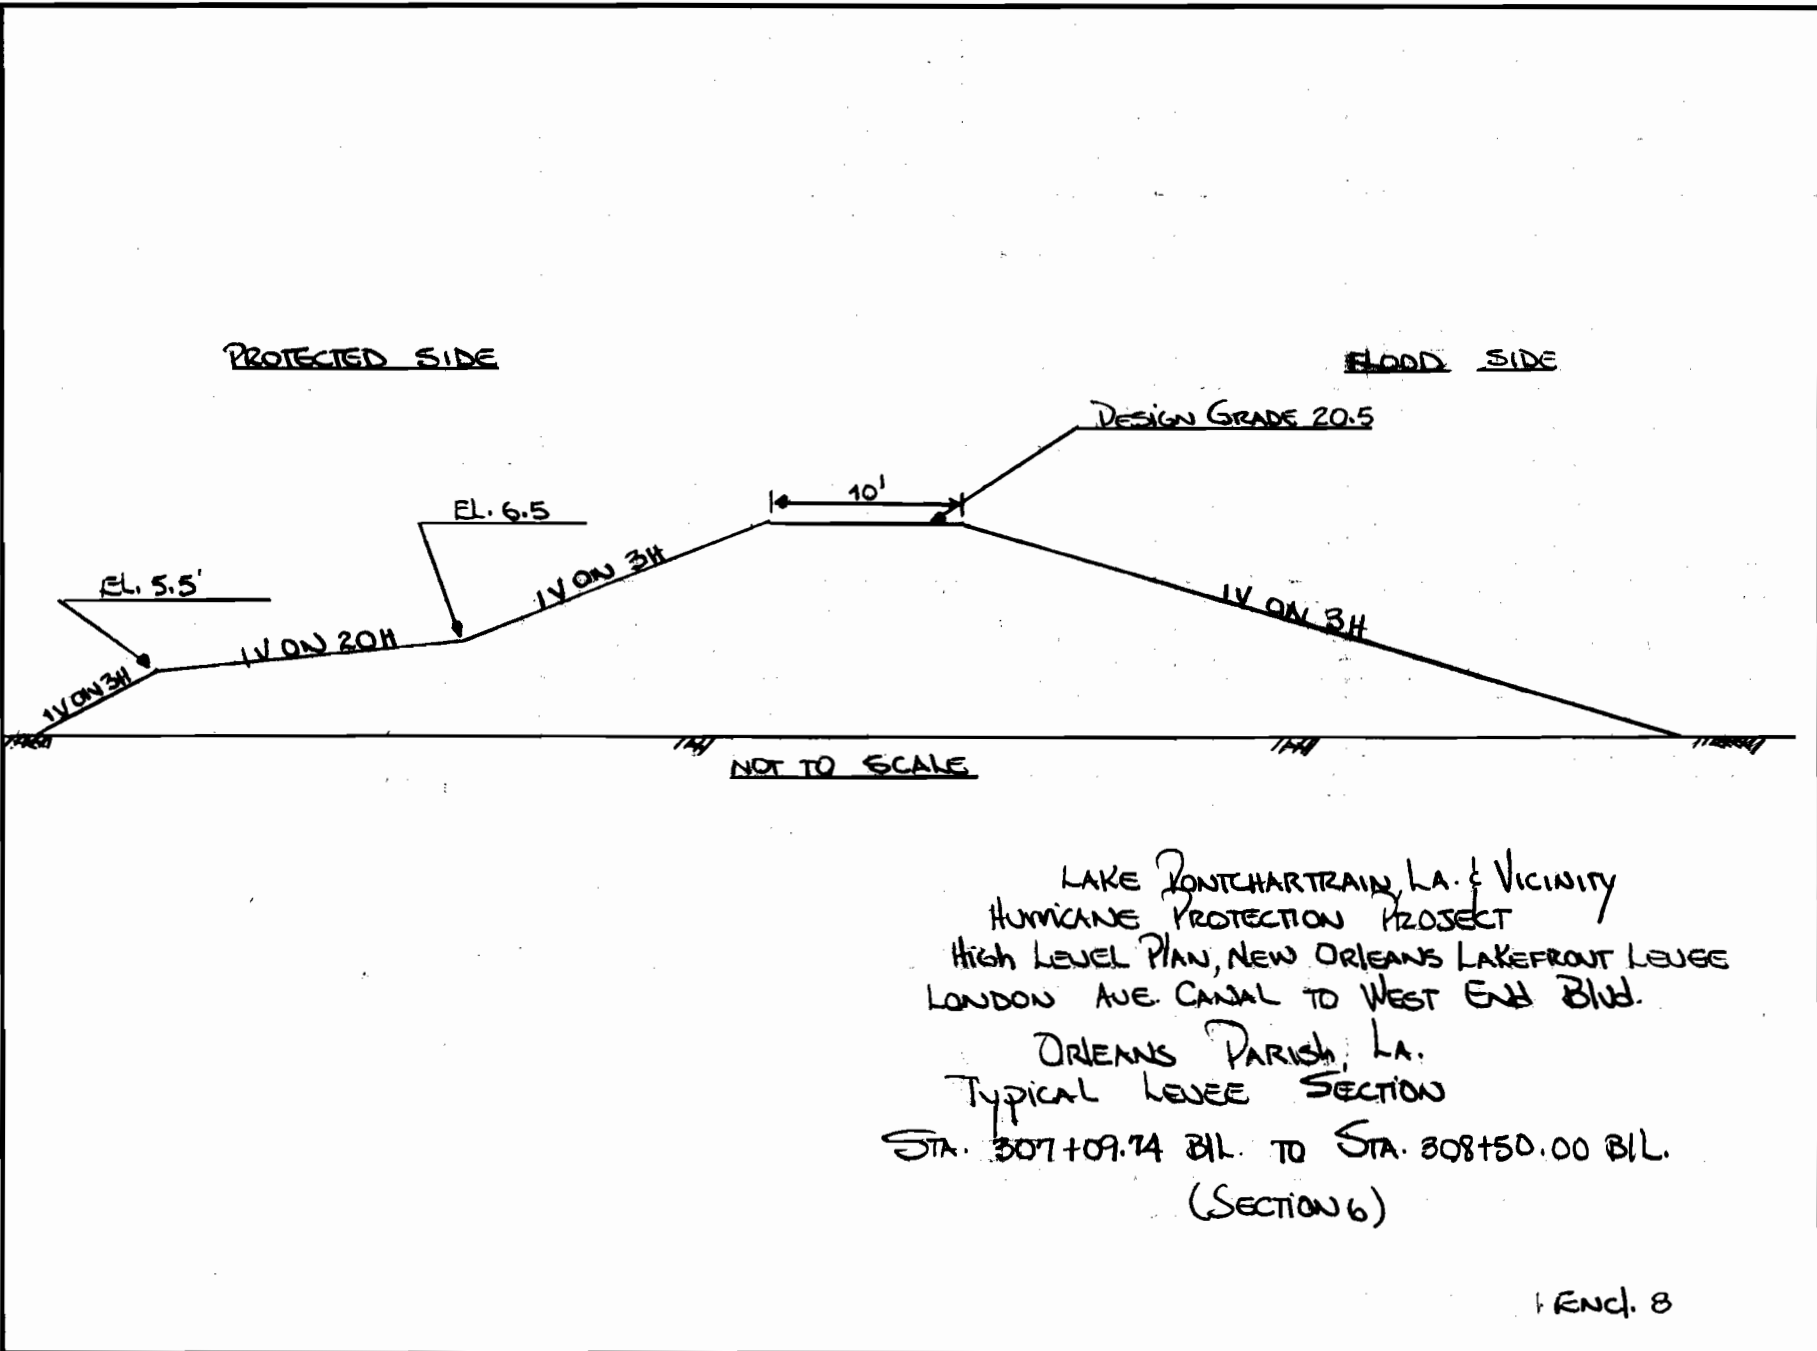 PROTECTED SIDE
FLOOD SIDE
DESIGN GRADE 20.5
10'
EL. 6.5
EL. 5.5'
1V ON 3H
1V ON 20H
1V ON 3H
1V ON 3H
NOT TO SCALE
LAKE PONTCHARTRAIN, LA. & VICINITY
HURRICANE PROTECTION PROJECT
HIGH LEVEL PLAN, NEW ORLEANS LAKEFRONT LEVEE
LONDON AVE. CANAL TO WEST END BLVD.
ORLEANS PARISH, LA.
TYPICAL LEVEE SECTION
STA. 307+09.74 B/L. TO STA. 308+50.00 B/L.
(SECTION 6)
ENCL. 8